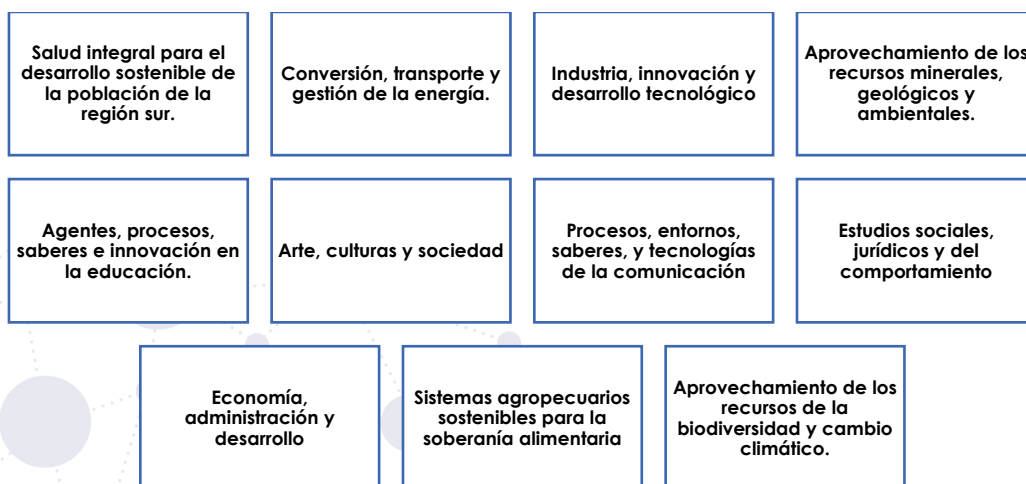 Salud integral para el
desarrollo sostenible de
la población de la
región sur.
Conversión, transporte y
gestión de la energía.
Industria, innovación y
desarrollo tecnológico
Aprovechamiento de los
recursos minerales,
geológicos y
ambientales.
Agentes, procesos,
saberes e innovación en
la educación.
Arte, culturas y sociedad
Procesos, entornos,
saberes, y tecnologías
de la comunicación
Estudios sociales,
jurídicos y del
comportamiento
Economía,
administración y
desarrollo
Sistemas agropecuarios
sostenibles para la
soberanía alimentaria
Aprovechamiento de los
recursos de la
biodiversidad y cambio
climático.